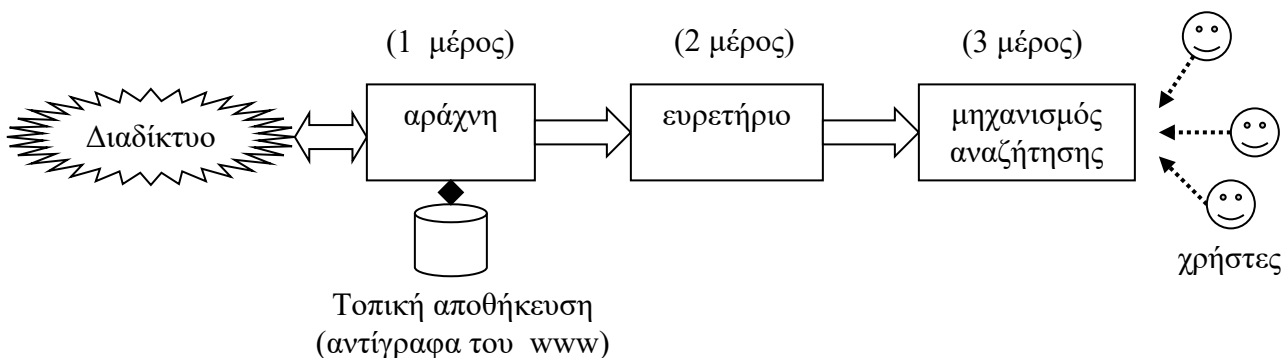 (1 μέρος)
(2 μέρος)
(3 μέρος)
Διαδίκτυο
αράχνη
ευρετήριο
μηχανισμός
αναζήτησης
χρήστες
Τοπική αποθήκευση
(αντίγραφα του www)